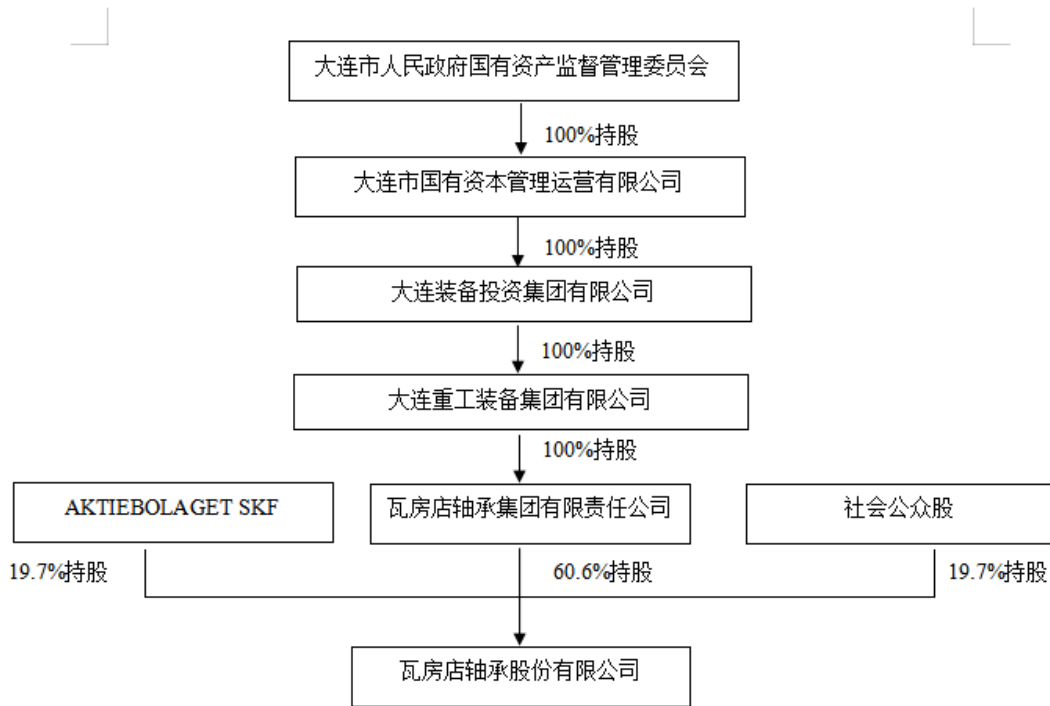 大连市人民政府国有资产监督管理委员会
100%持股
大连市国有资本管理运营有限公司
100%持股
大连装备投资集团有限公司
100%持股
大连重工装备集团有限公司
100%持股
AKTIEBOLAGET SKF
瓦房店轴承集团有限责任公司
社会公众股
19.7%持股
60.6%持股
19.7%持股
瓦房店轴承股份有限公司